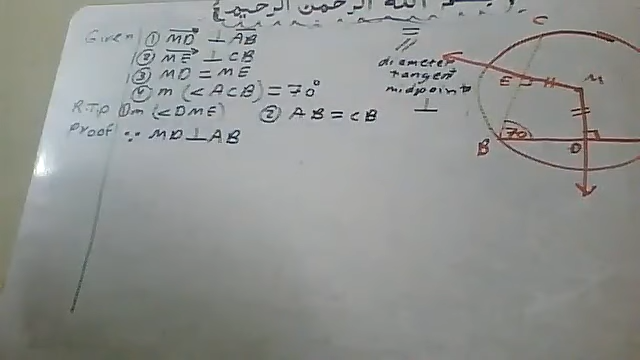 الله الرحمن الرحيم
Given ① MD ⊥ AB
② ME ⊥ CB
③ MD = ME
④ m (<ACB) = 70°
R.T.P ① m (<DME) ② AB = CB
Proof ∵ MD ⊥ AB
=
//
diameter
tangent
midpoint
⊥
C
E
M
70
B
D